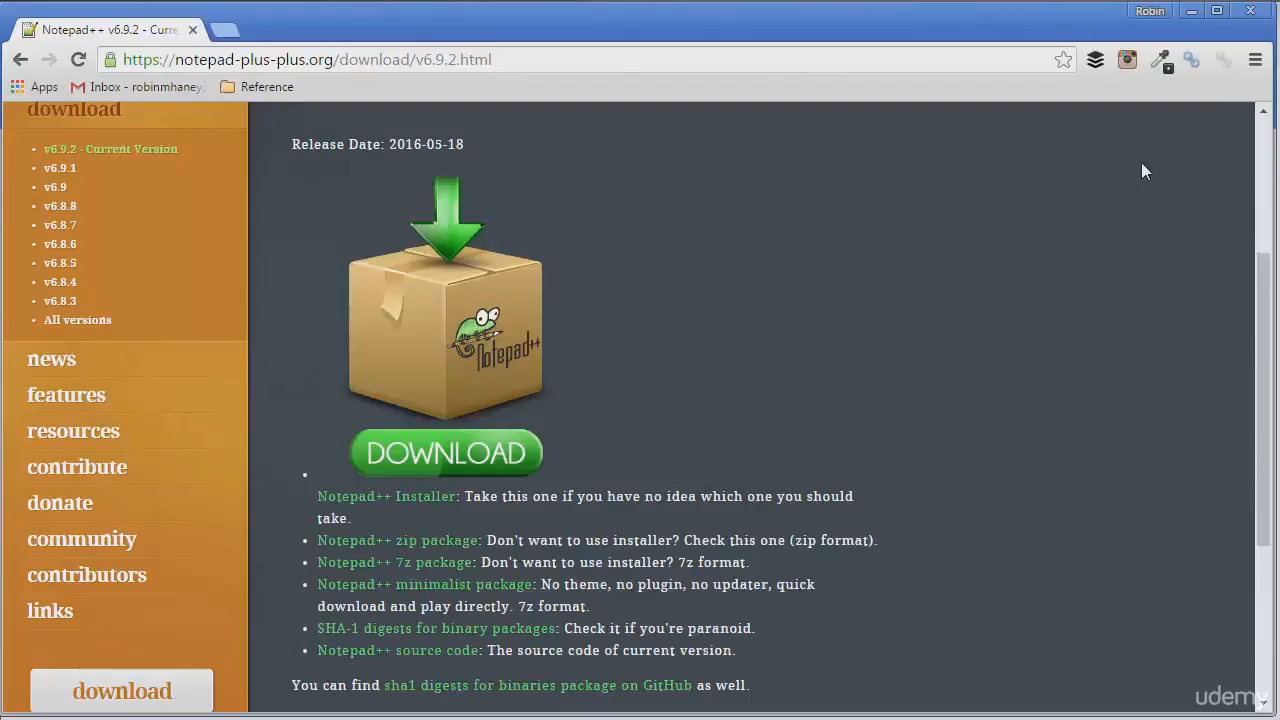 Robin
Notepad++ v6.9.2 - Curre
https://notepad-plus-plus.org/download/v6.9.2.html
Apps
Inbox - robinmhaney
Reference
download
v6.9.2 - Current Version
v6.9.1
v6.9
v6.8.8
v6.8.7
v6.8.6
v6.8.5
v6.8.4
v6.8.3
All versions
news
features
resources
contribute
donate
community
contributors
links
download
Release Date: 2016-05-18
Notepad++
DOWNLOAD
Notepad++ Installer: Take this one if you have no idea which one you should
take.
Notepad++ zip package: Don't want to use installer? Check this one (zip format).
Notepad++ 7z package: Don't want to use installer? 7z format.
Notepad++ minimalist package: No theme, no plugin, no updater, quick
download and play directly. 7z format.
SHA-1 digests for binary packages: Check it if you're paranoid.
Notepad++ source code: The source code of current version.
You can find sha1 digests for binaries package on GitHub as well.
udemy